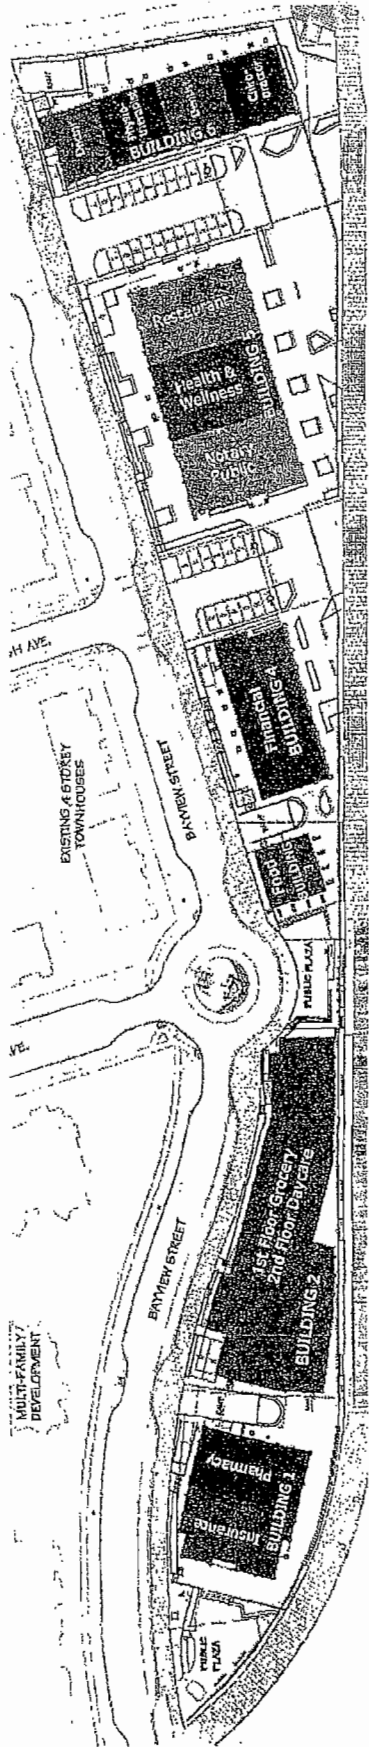 BUILDING 6
Restaurant
Health &
Wellness
Notary
Public
BUILDING 5
Financial
BUILDING 4
EXISTING 4 STOREY
TOWNHOUSES
BAYVIEW STREET
BUILDING
PUBLIC PLAZA
1st Floor Grocery
2nd Floor Daycare
BUILDING 2
BAYVIEW STREET
MULTI-FAMILY
DEVELOPMENT
Pharmacy
Insurance
BUILDING 1
PUBLIC
PLAZA